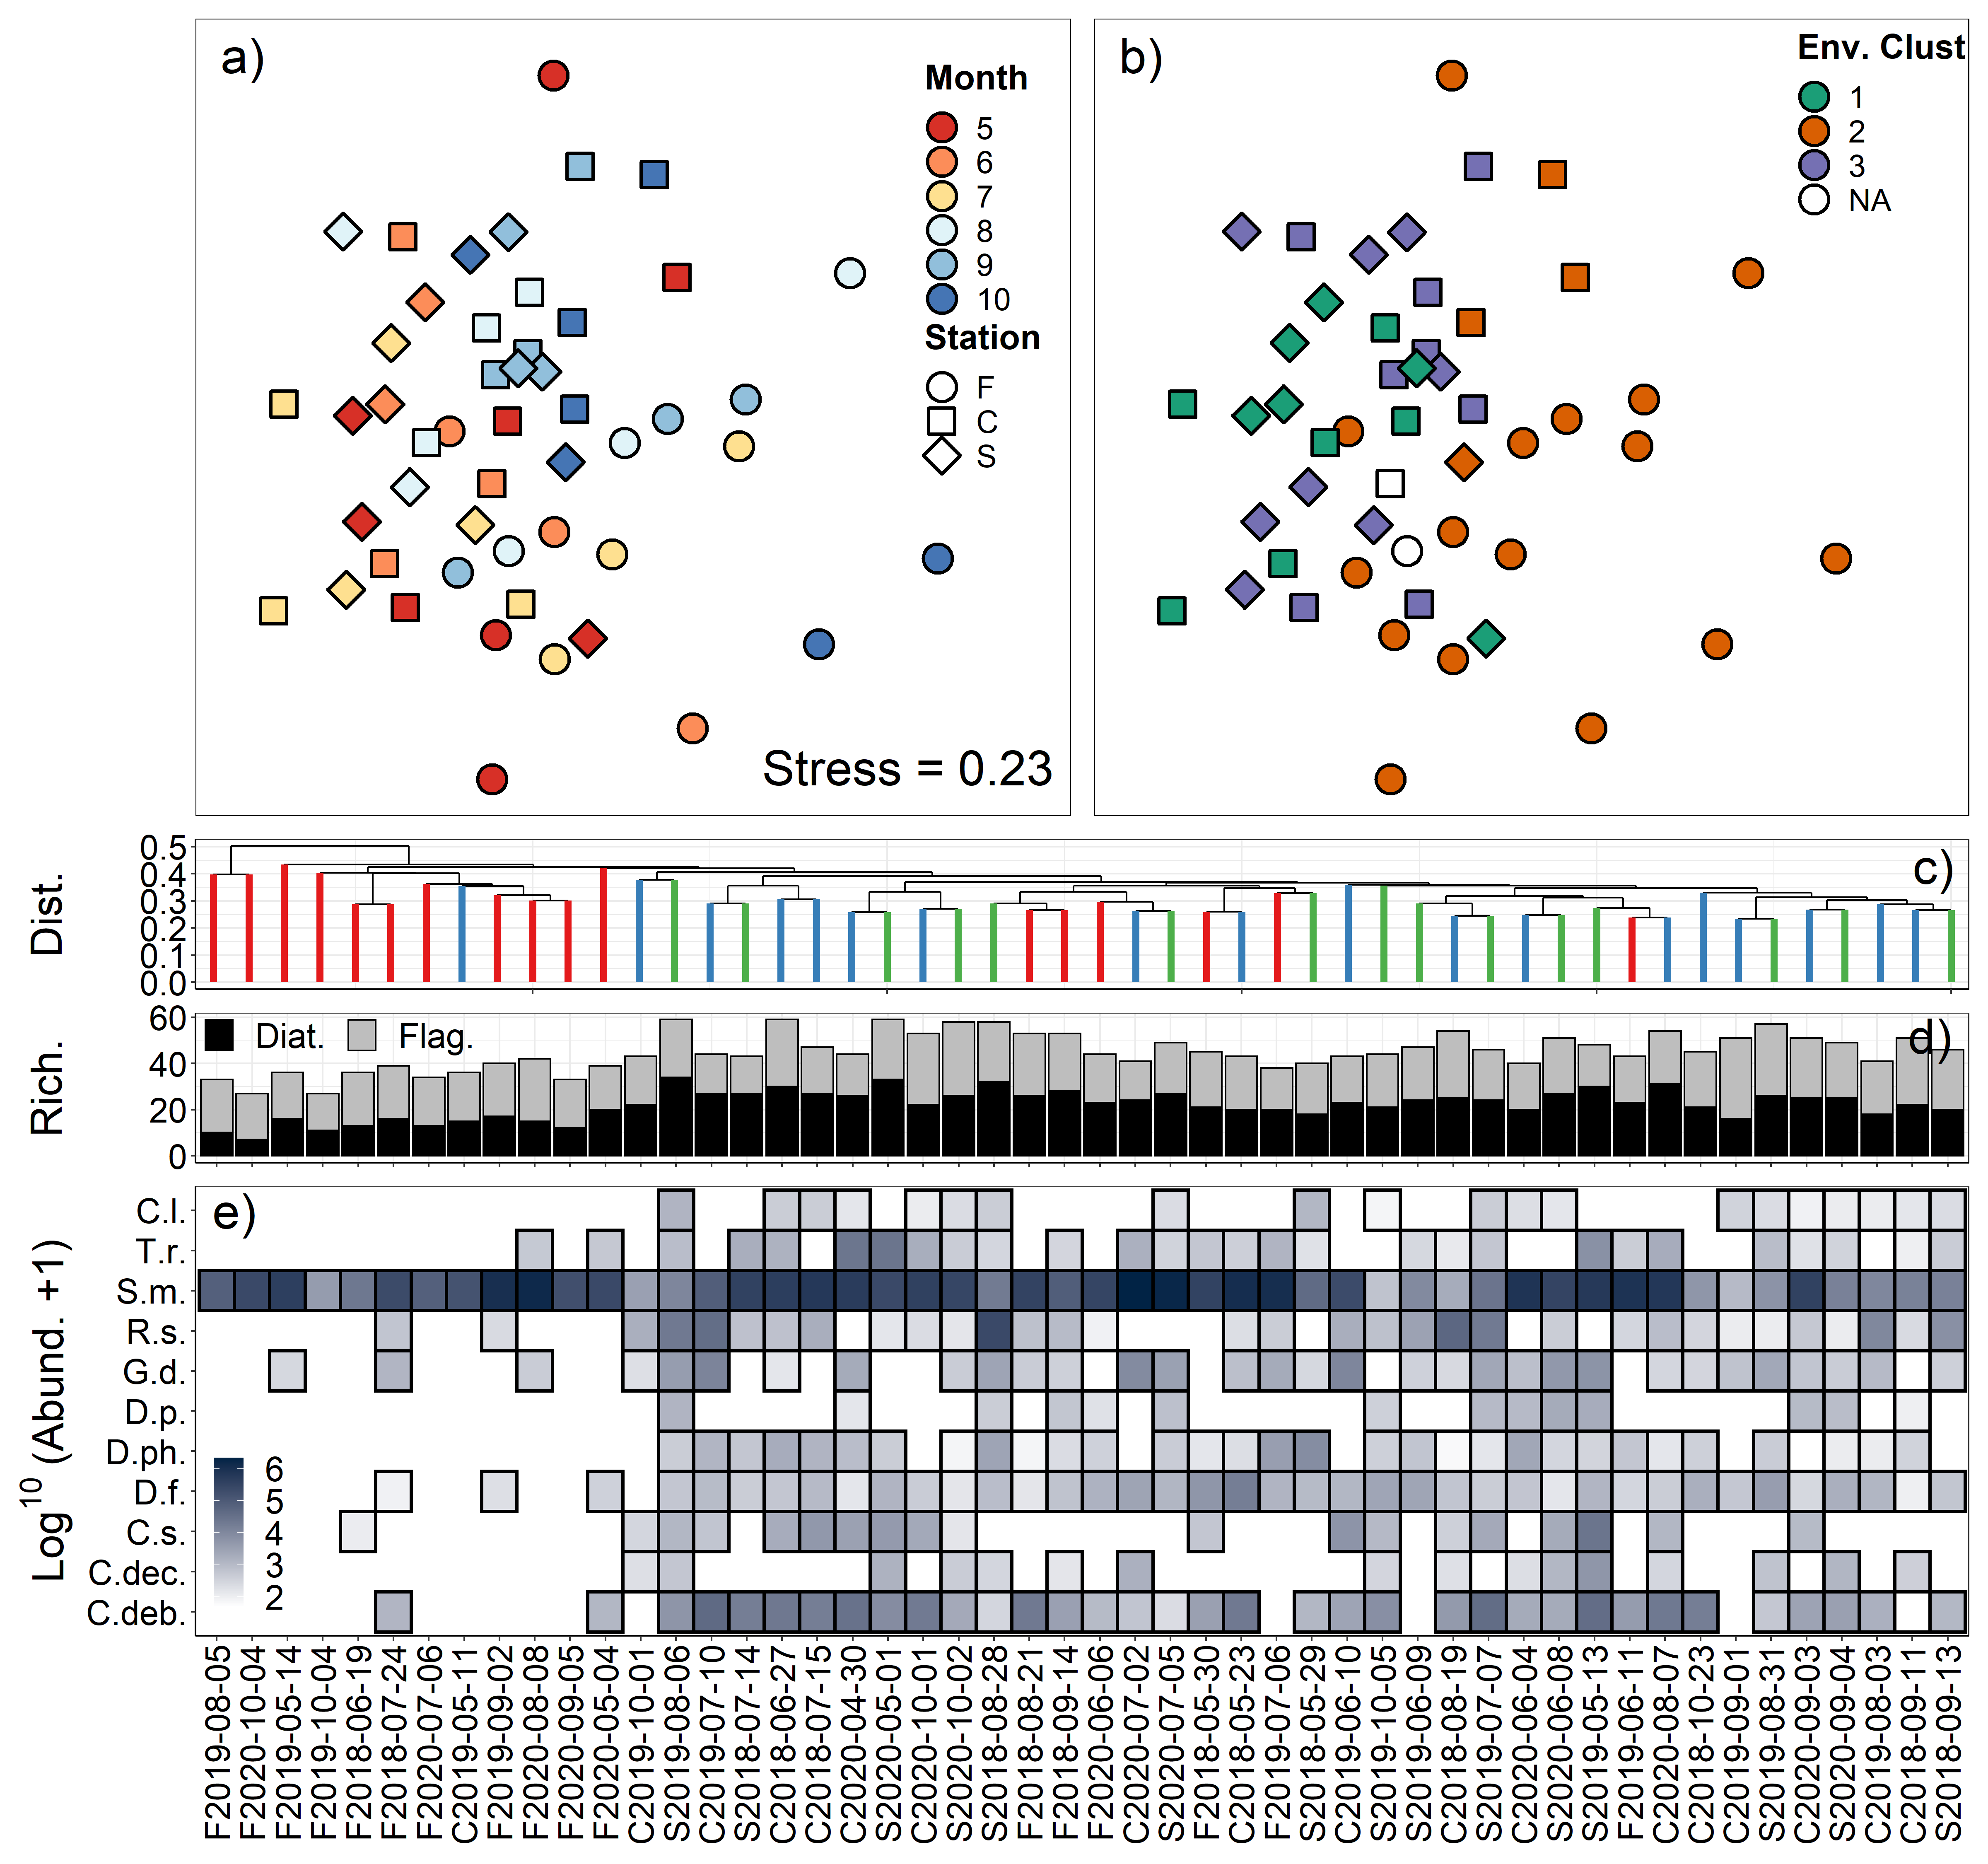 a)
Month
5
6
7
8
9
10
Station
F
C
S
Stress = 0.23
b)
Env. Clust
1
2
3
NA
Dist.
0.5
0.4
0.3
0.2
0.1
0.0
c)
Rich.
60
40
20
0
Diat.
Flag.
d)
Log10 (Abund. +1)
e)
C.l.
T.r.
S.m.
R.s.
G.d.
D.p.
D.ph.
D.f.
C.s.
C.dec.
C.deb.
6
5
4
3
2
F2019-08-05
F2020-10-04
F2019-05-14
F2019-10-04
F2018-06-19
F2018-07-24
F2020-07-06
C2019-05-11
F2019-09-02
F2020-08-08
F2020-09-05
F2020-05-04
C2019-10-01
S2019-08-06
C2019-07-10
S2018-07-14
C2018-06-27
C2018-07-15
C2020-04-30
S2020-05-01
C2020-10-01
S2020-10-02
S2018-08-28
F2018-08-21
F2018-09-14
F2020-06-06
C2020-07-02
S2020-07-05
F2018-05-30
C2018-05-23
F2019-07-06
S2018-05-29
C2019-06-10
S2019-10-05
S2019-06-09
C2018-08-19
S2019-07-07
C2020-06-04
S2020-06-08
S2019-05-13
F2019-06-11
C2020-08-07
C2018-10-23
C2019-09-01
S2018-08-31
C2020-09-03
S2020-09-04
C2019-08-03
C2018-09-11
S2018-09-13